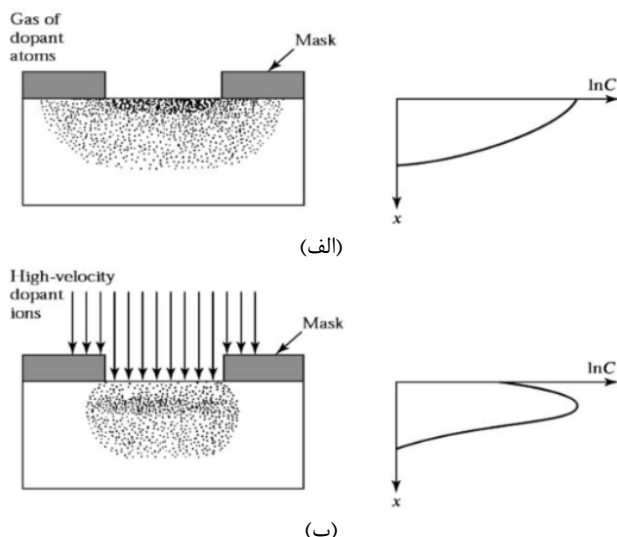 Gas of
dopant
atoms
Mask
lnC
x
(الف)
High-velocity
dopant
ions
Mask
lnC
x
(ب)